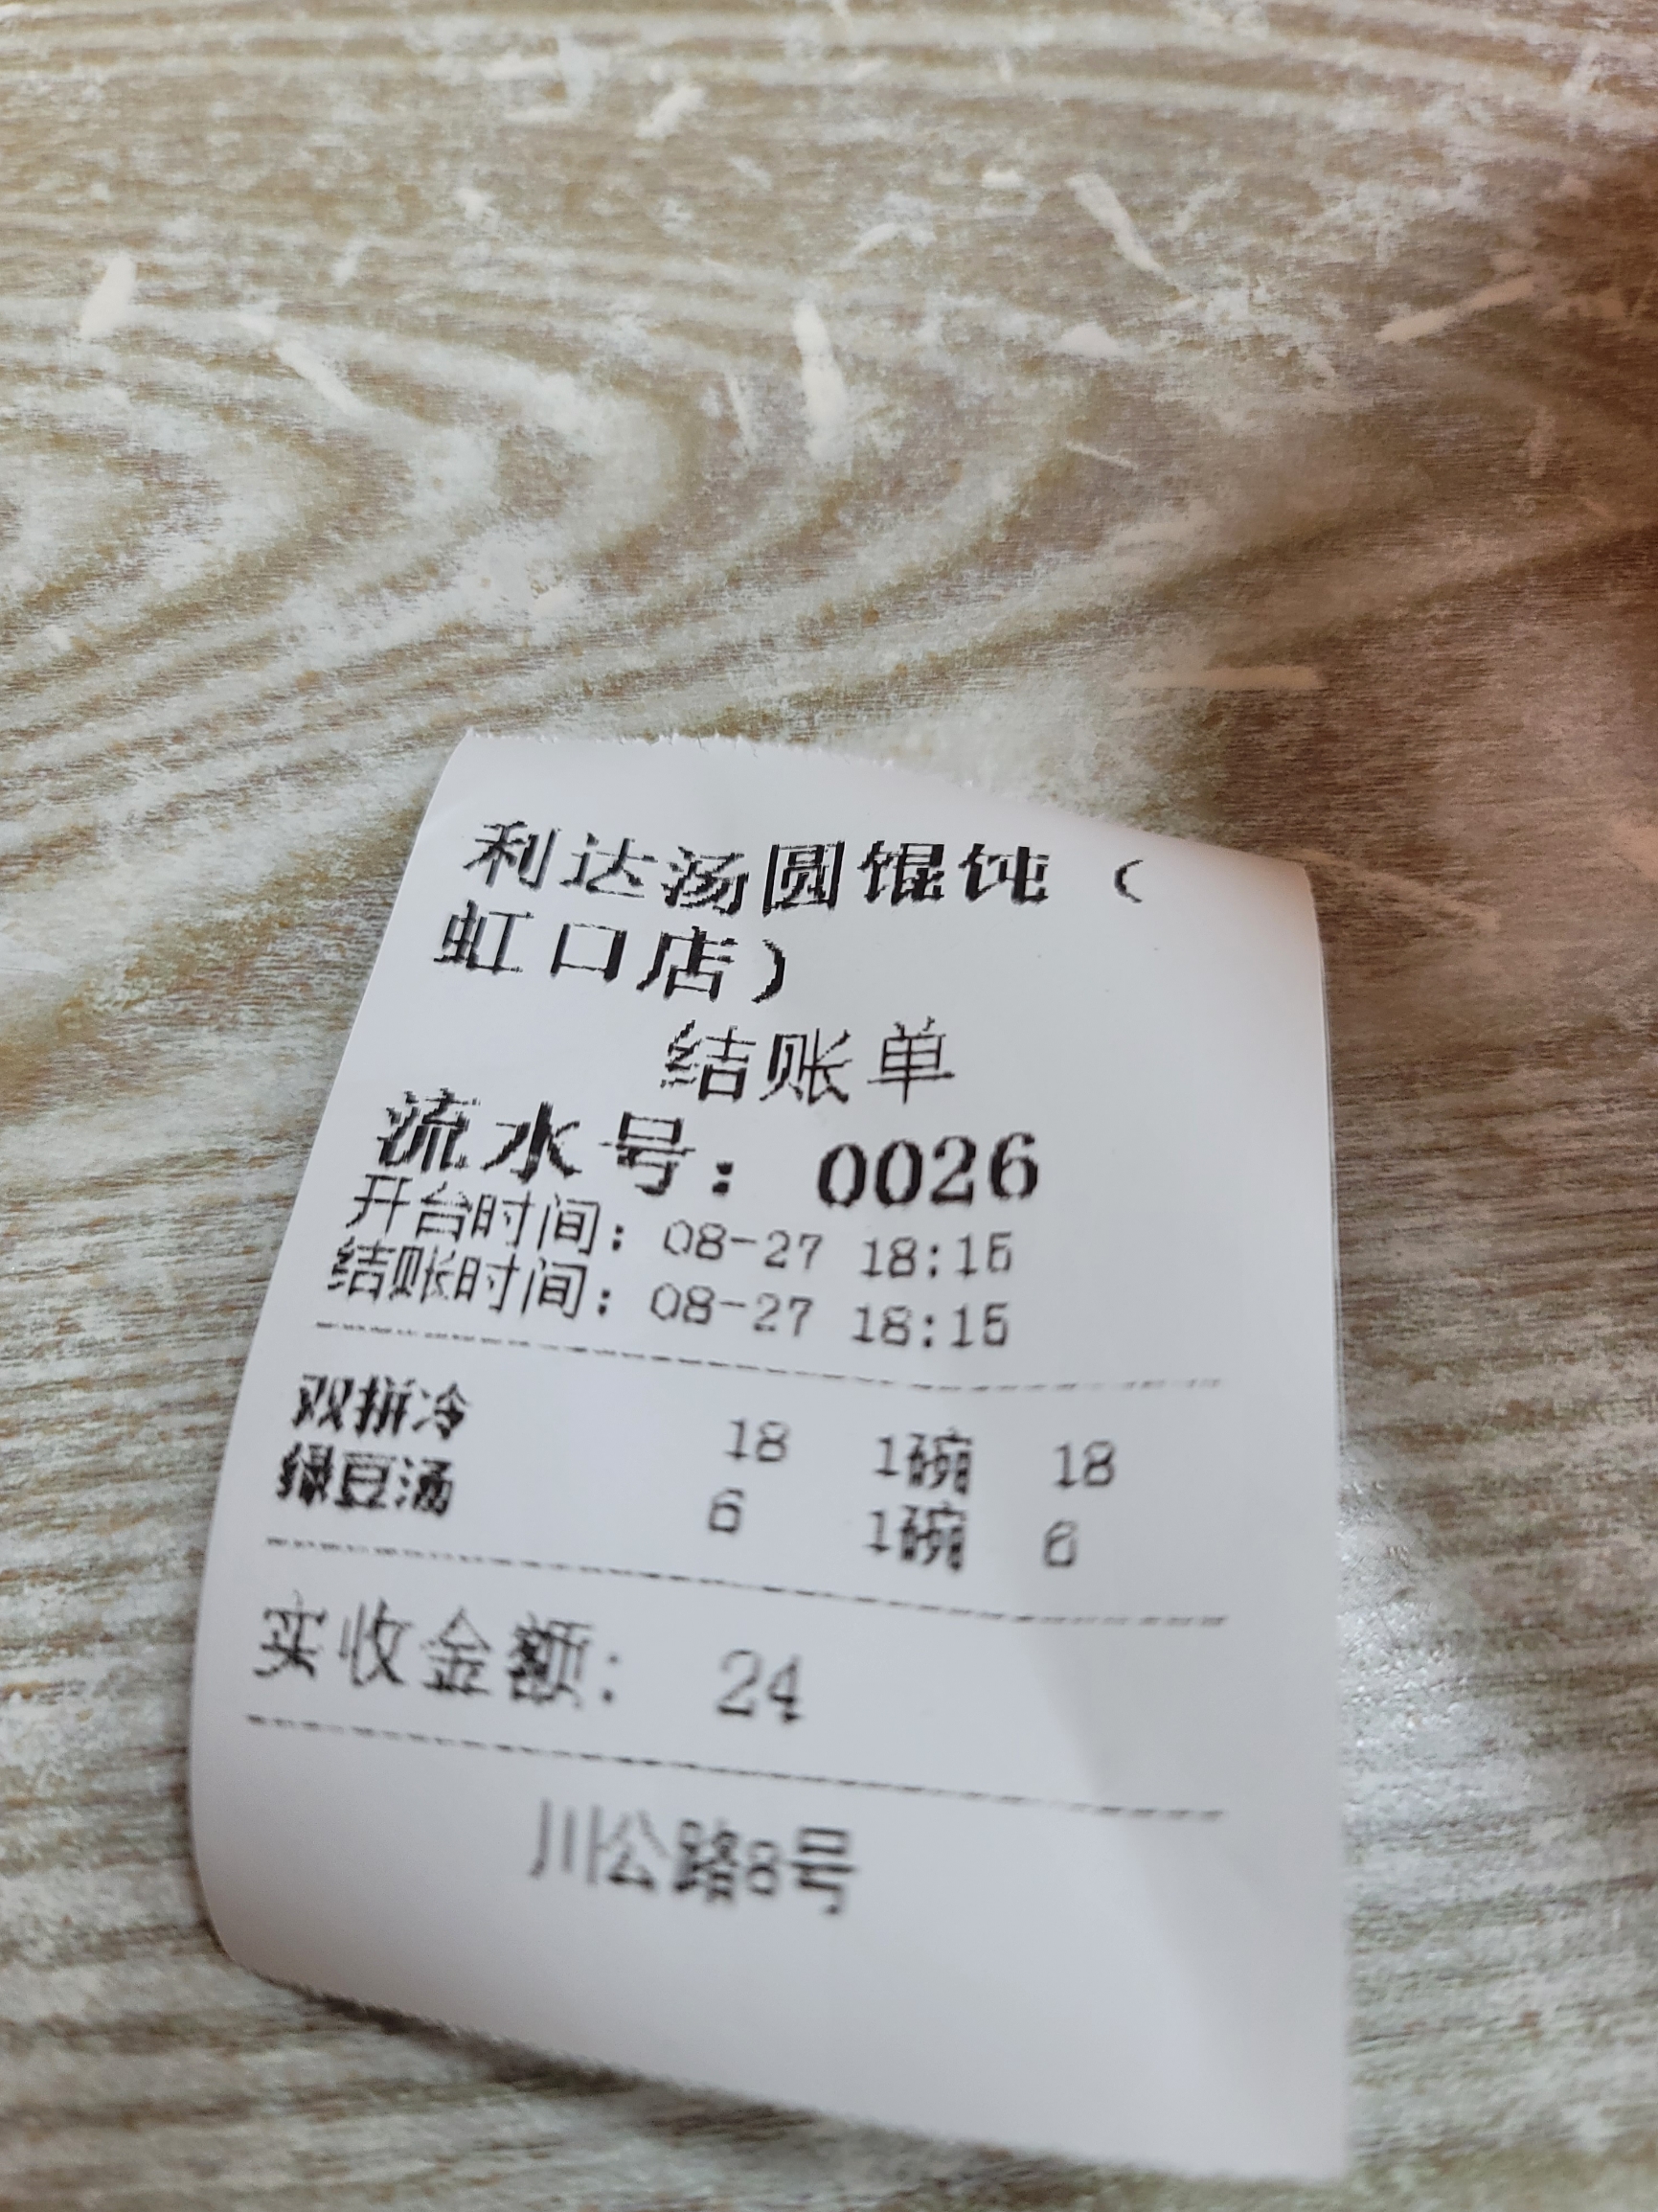 利达汤圆馄饨（
虹口店）
结账单
流水号：0026
开台时间：08-27 18:15
结账时间：08-27 18:15
双拼冷 18 1碗 18
绿豆汤 6 1碗 6
实收金额： 24
川公路8号